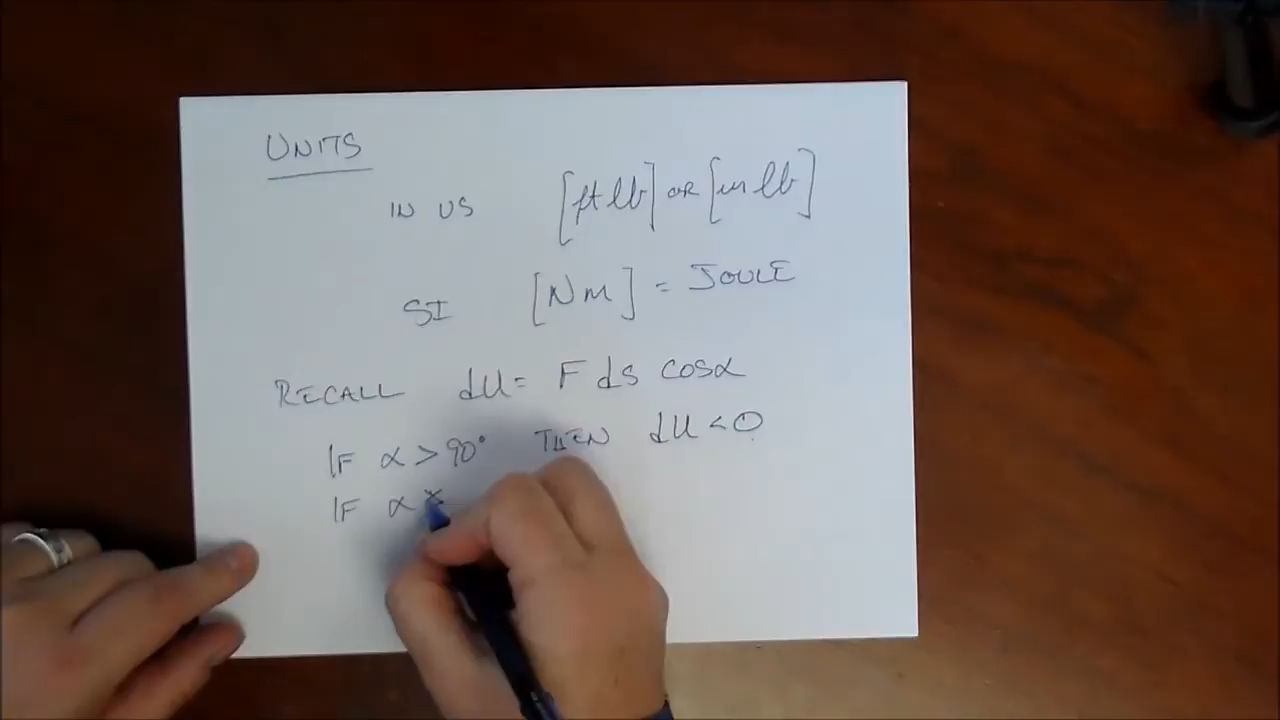 UNITS
IN US [ft lb] OR [in lb]
SI [Nm] = JOULE
RECALL dU = F ds cosα
IF α > 90° THEN dU < 0
IF α